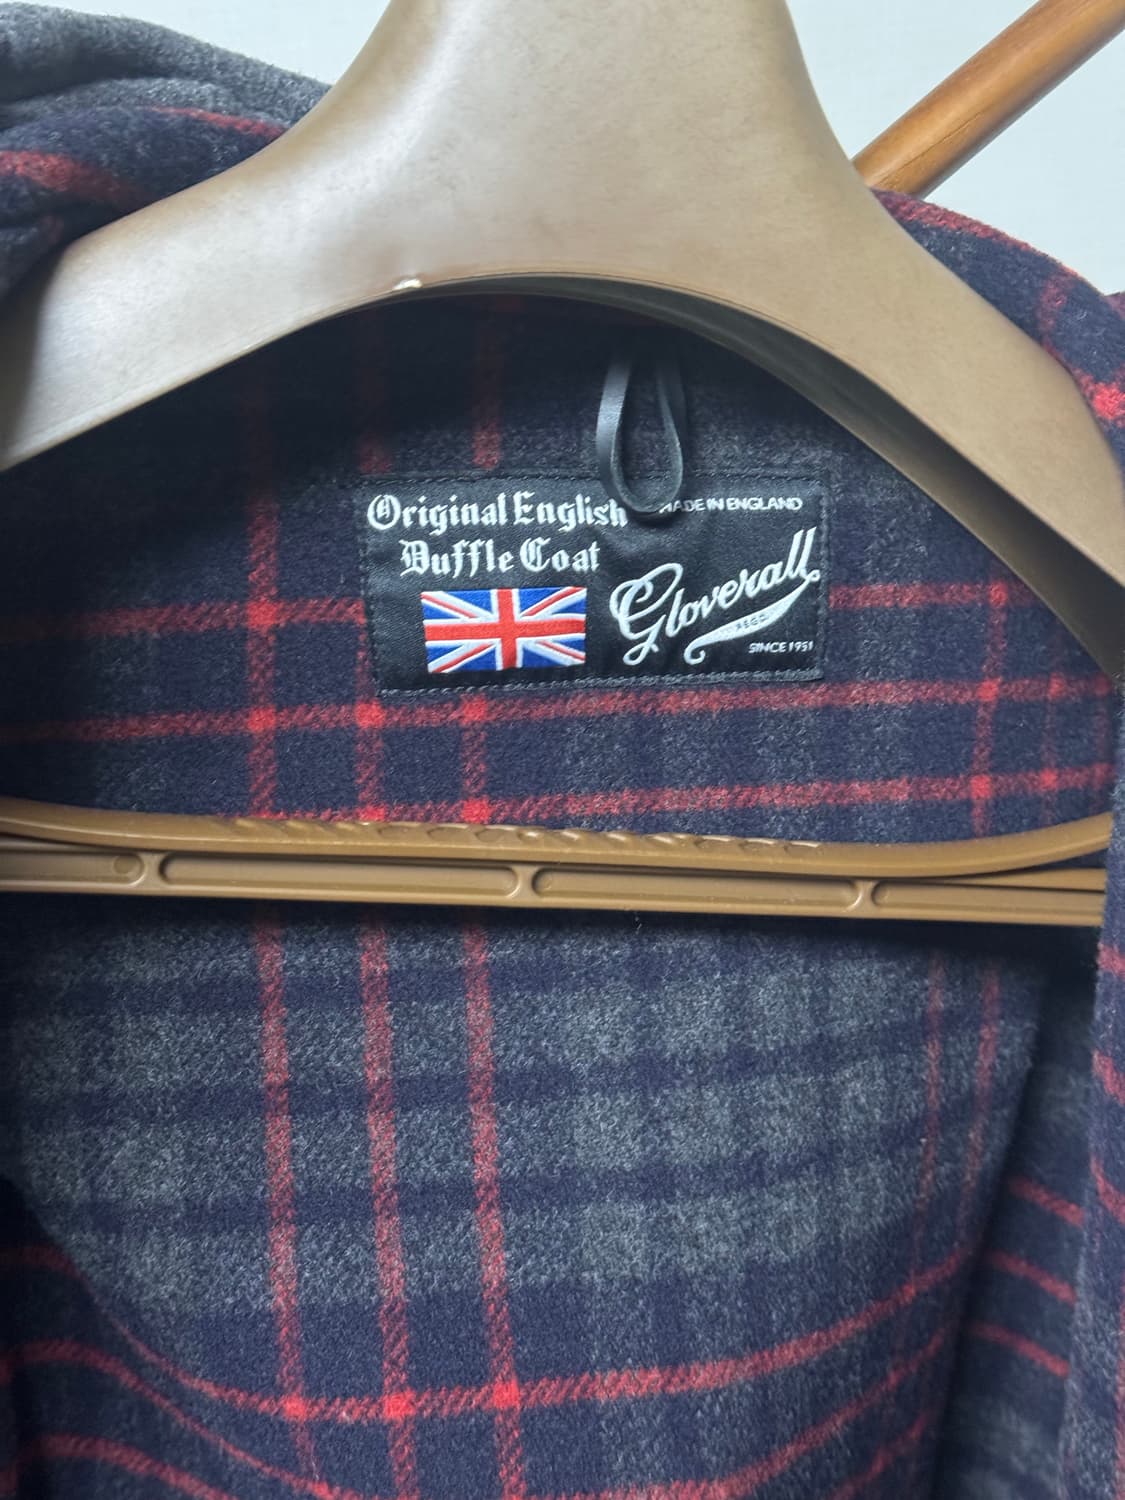 Original English
Duffle Coat
MADE IN ENGLAND
Gloverall
REGD
SINCE 1951